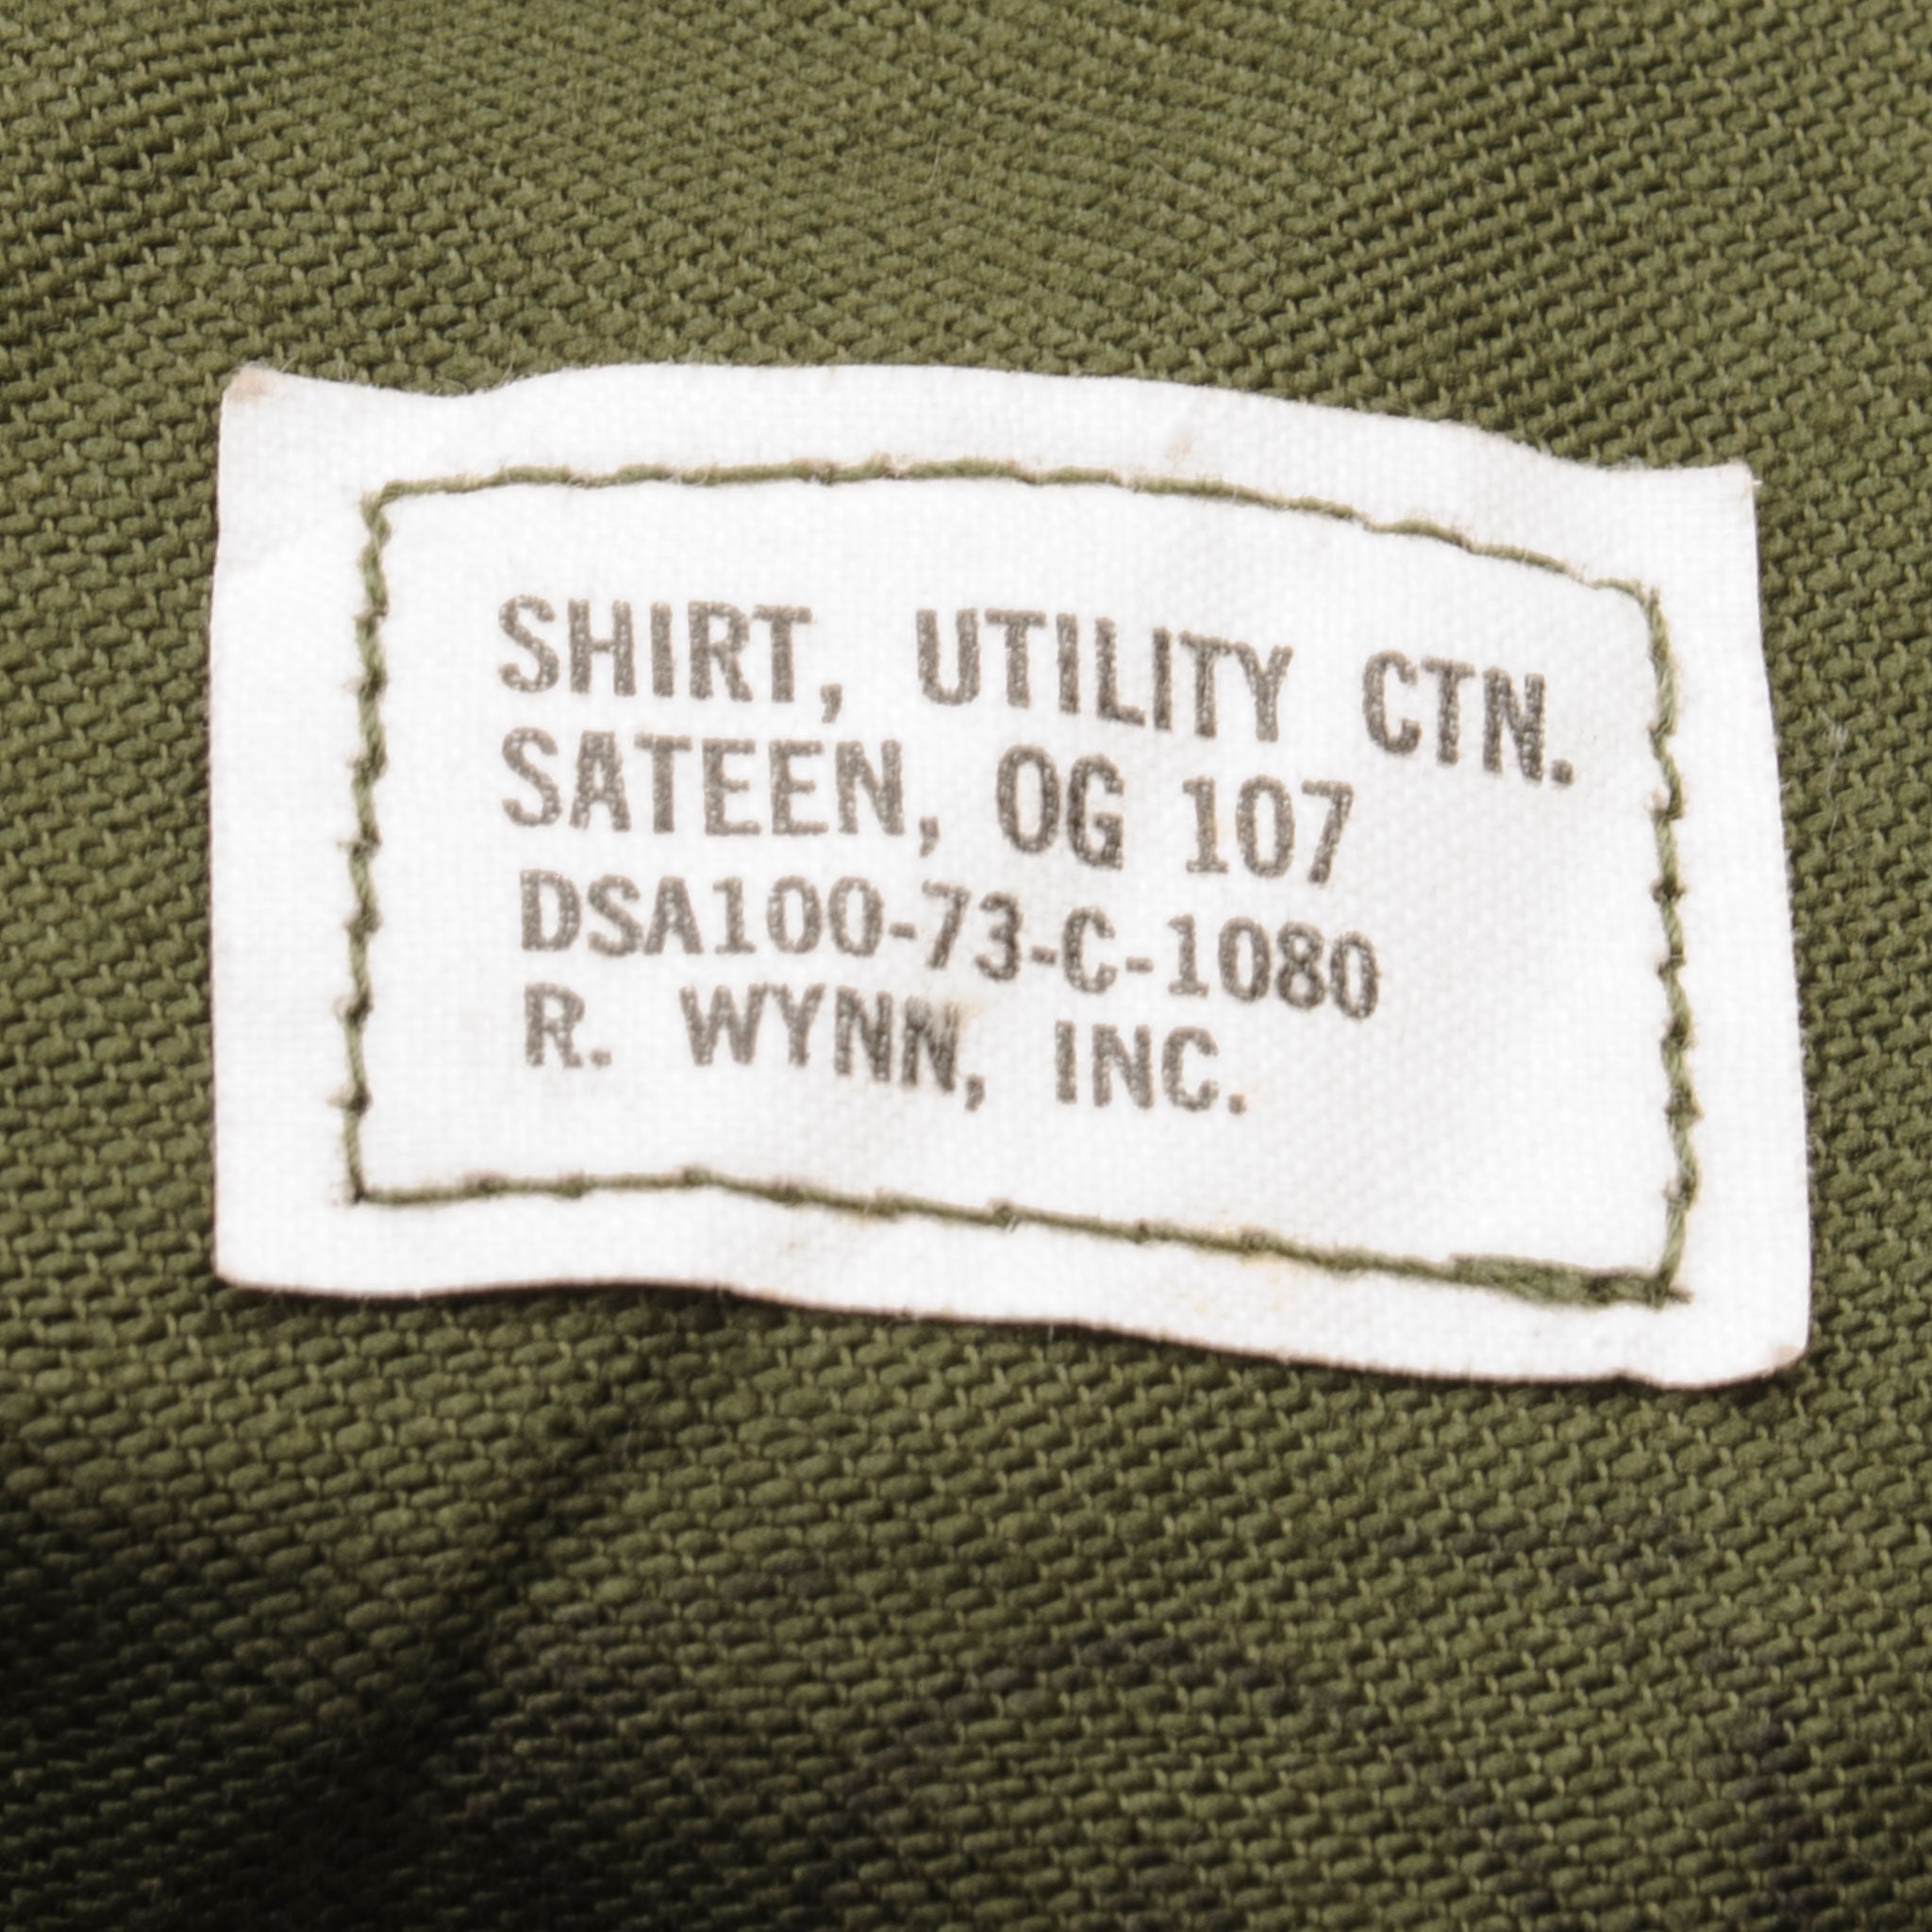 SHIRT, UTILITY CTN.
SATEEN, OG 107
DSA100-73-C-1080
R. WYNN, INC.